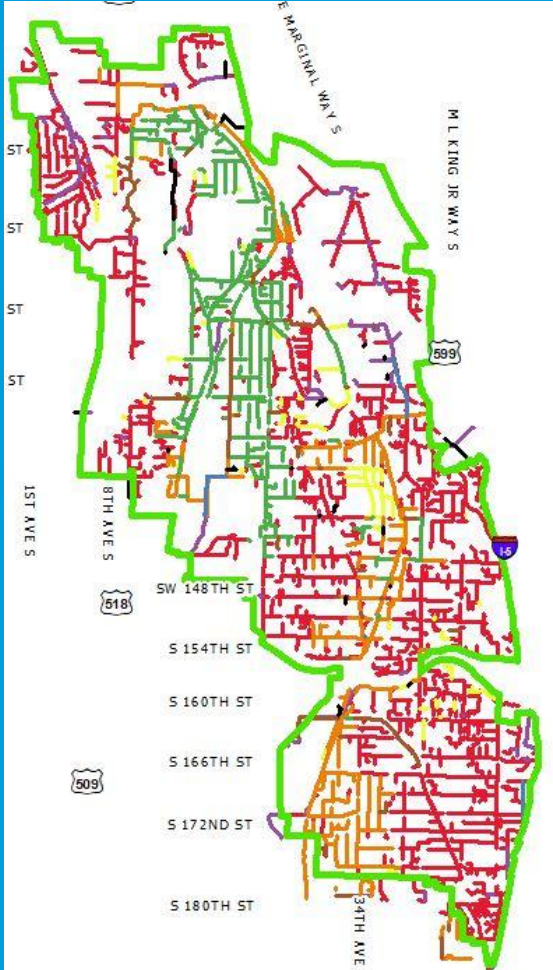 E MARGINAL WAY S
M L KING JR WAY S
ST
ST
ST
599
ST
1ST AVE S
8TH AVE S
I-5
SW 148TH ST
518
S 154TH ST
S 160TH ST
S 166TH ST
509
S 172ND ST
S 180TH ST
34TH AVE